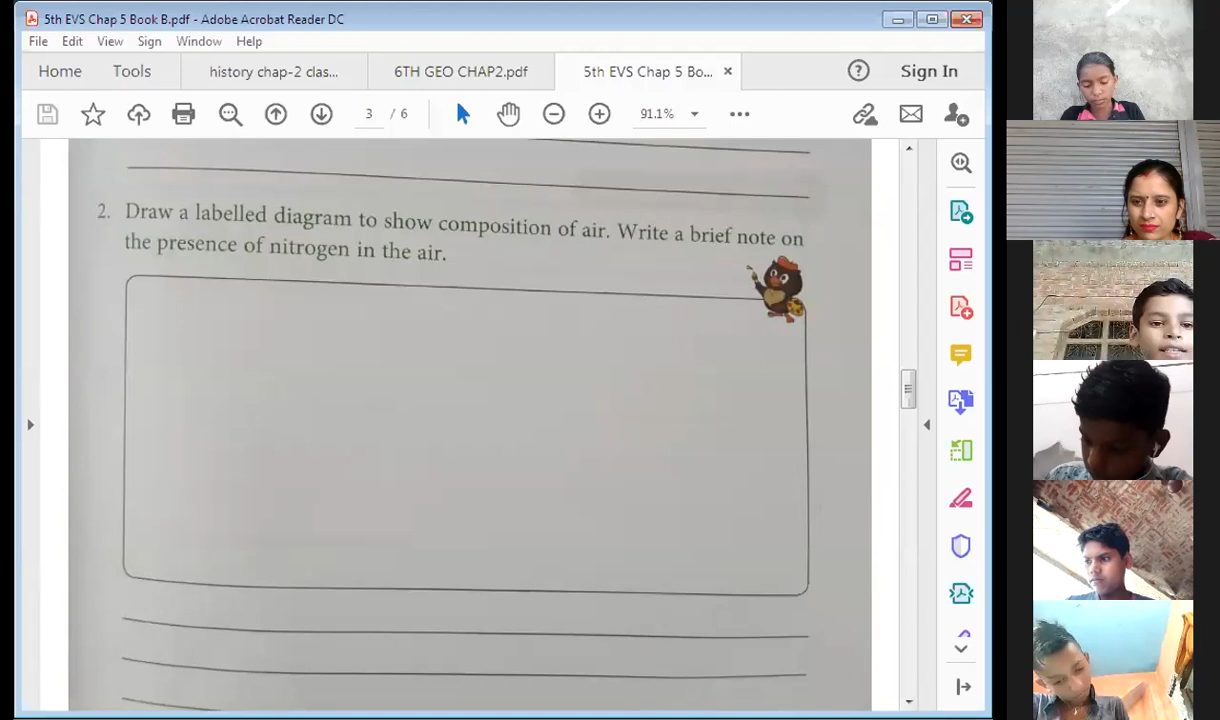 5th EVS Chap 5 Book B.pdf - Adobe Acrobat Reader DC
File Edit View Sign Window Help
Home Tools history chap-2 clas... 6TH GEO CHAP2.pdf 5th EVS Chap 5 Bo... × Sign In
3 / 6 91.1%
2. Draw a labelled diagram to show composition of air. Write a brief note on
the presence of nitrogen in the air.